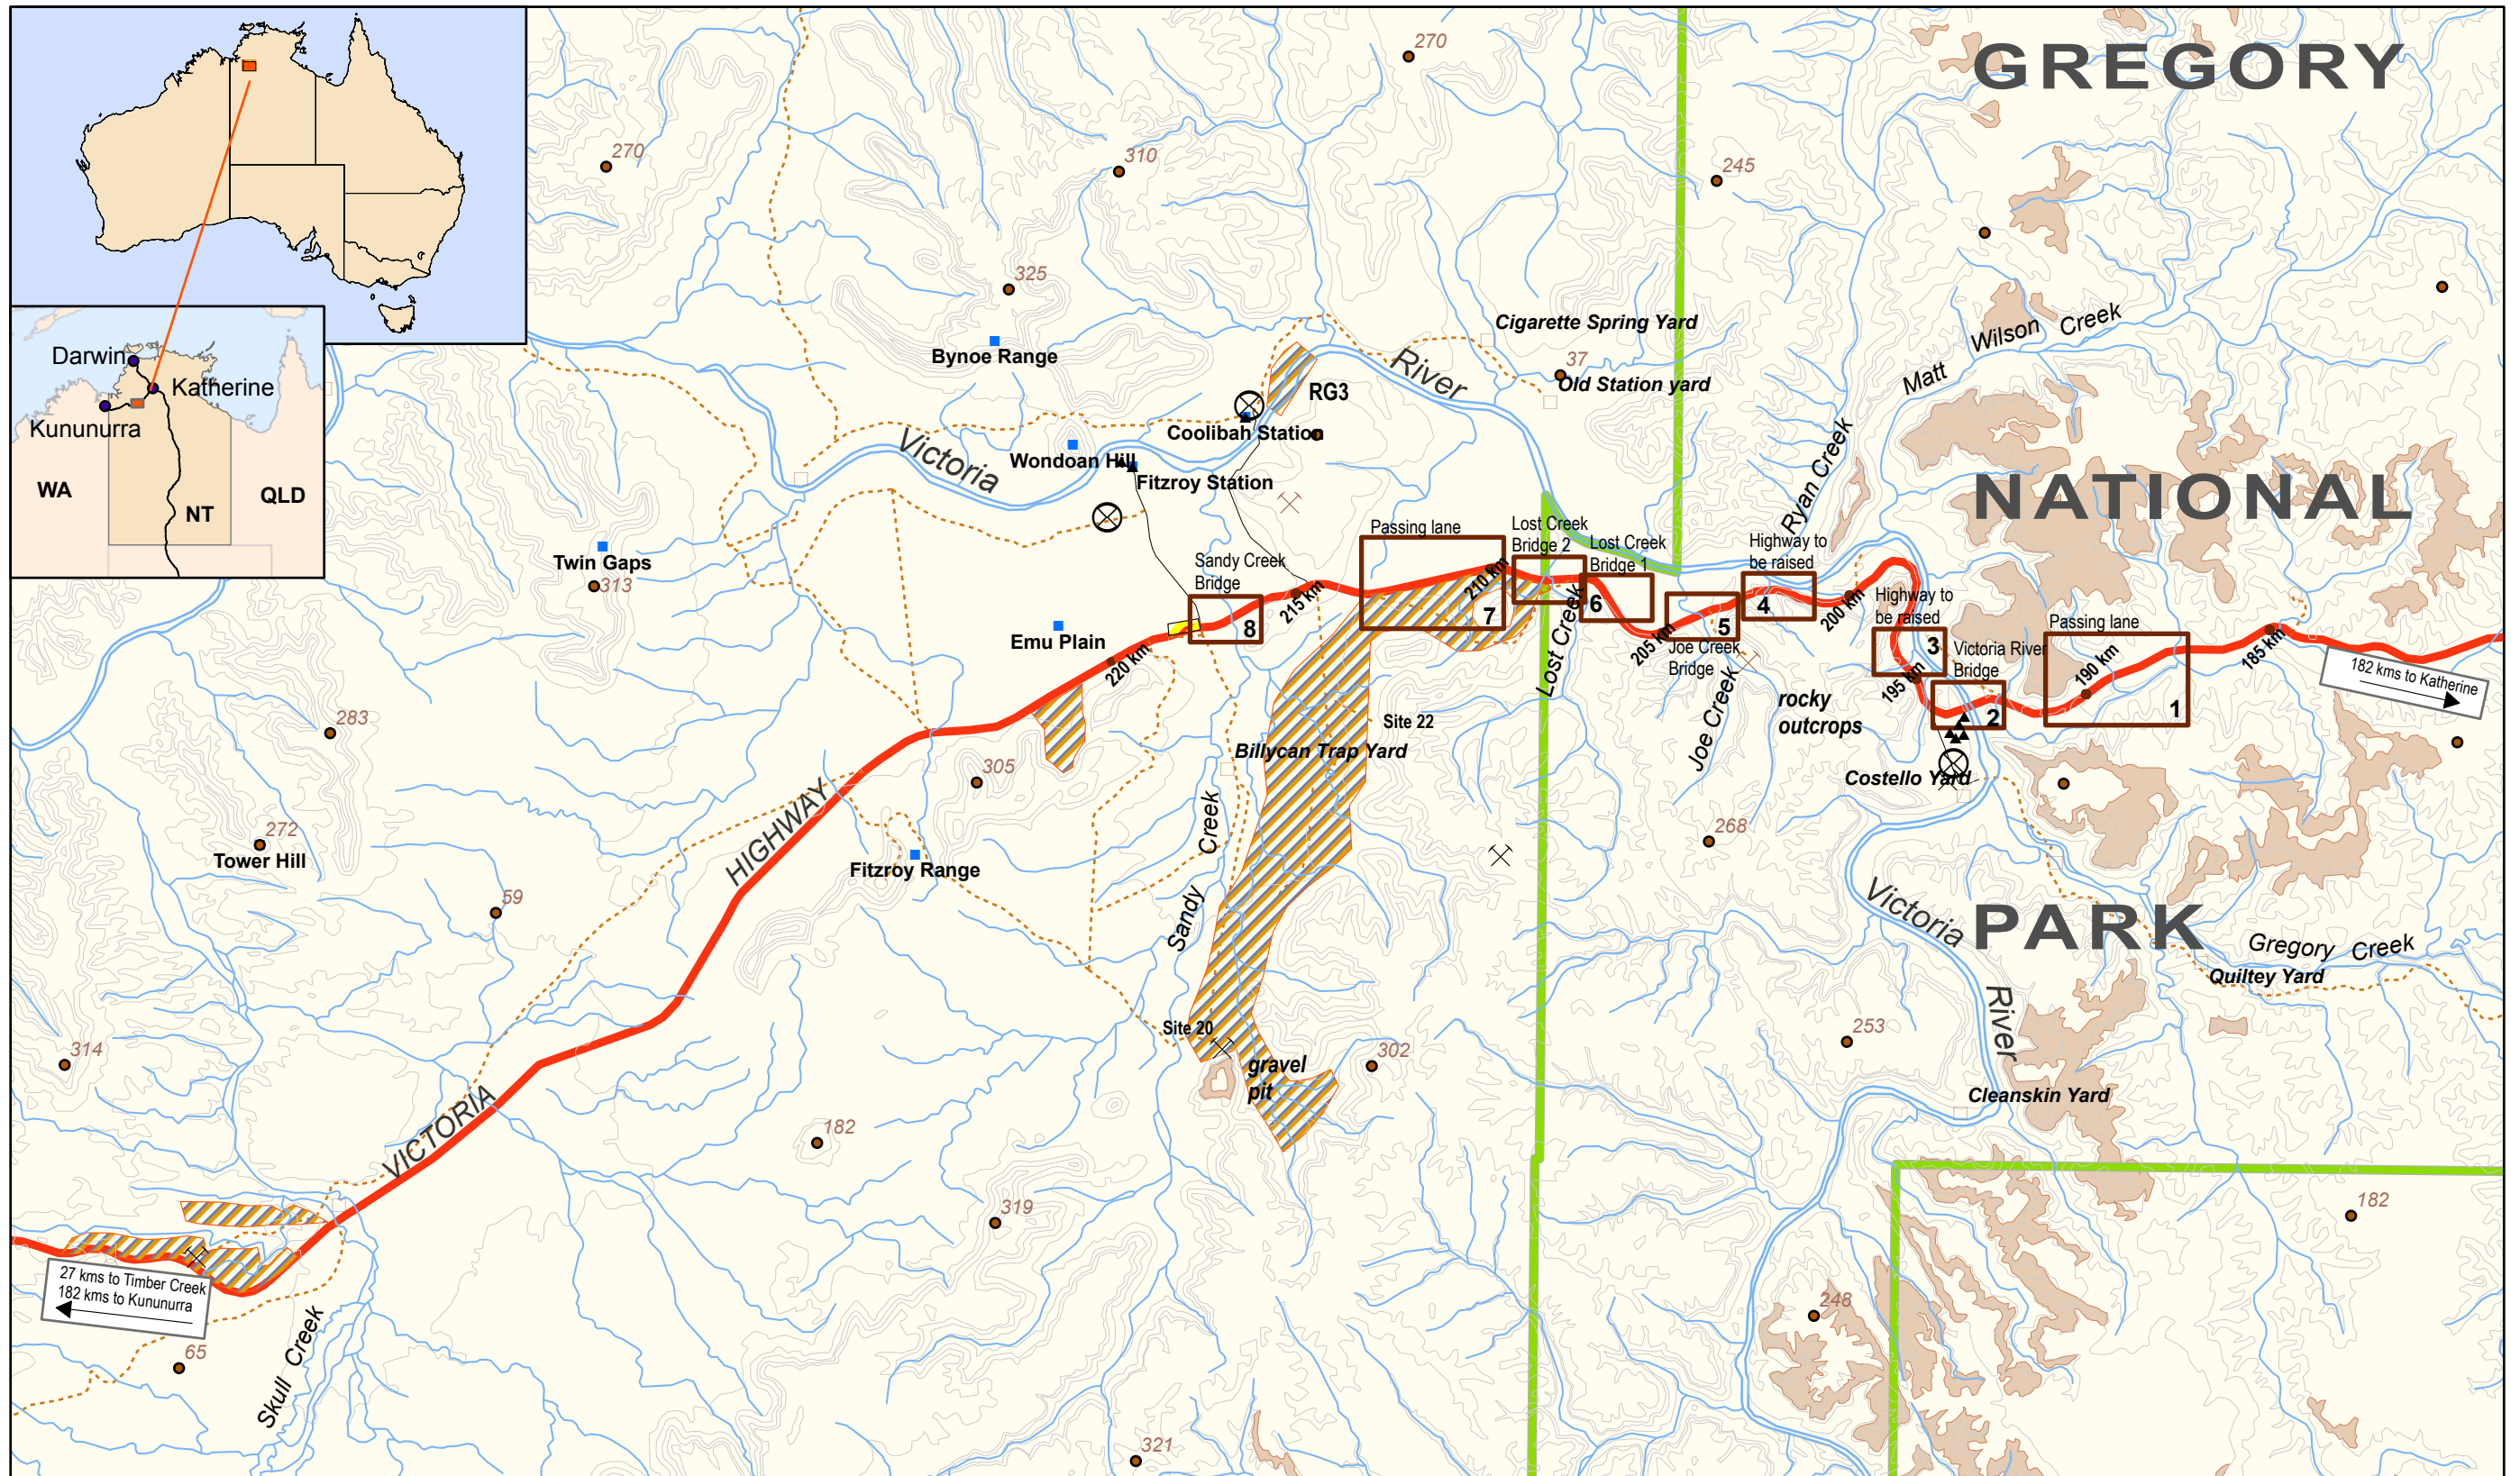 GREGORY
NATIONAL
PARK
Darwin
Katherine
Kununurra
WA
NT
QLD
270
270
310
245
325
Bynoe Range
Cigarette Spring Yard
37
Old Station yard
River
RG3
Matt Wilson Creek
Coolibah Station
Wondoan Hill
Victoria
Fitzroy Station
Ryan Creek
Twin Gaps
313
Passing lane
Lost Creek
Bridge 2
Lost Creek
Bridge 1
Highway to
be raised
Sandy Creek
Bridge
210 km
7
6
5
4
8
215 km
200 km
Highway to
be raised
3
Passing lane
Victoria River
Bridge
190 km
185 km
1
2
195 km
205 km
Joe Creek
Bridge
Lost Creek
Joe Creek
182 kms to Katherine
Emu Plain
220 km
rocky
outcrops
Site 22
Billycan Trap Yard
Costello Yard
283
305
272
Tower Hill
268
HIGHWAY
Fitzroy Range
59
Sandy Creek
Victoria
River
Gregory Creek
Quiltey Yard
Site 20
gravel
pit
302
253
314
Cleanskin Yard
VICTORIA
182
319
182
27 kms to Timber Creek
182 kms to Kununurra
248
65
Skull Creek
321